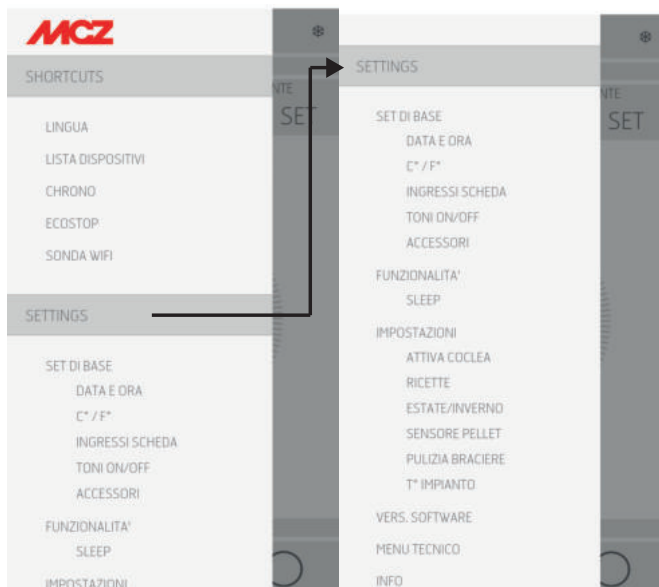 MCZ
SHORTCUTS
LINGUA
LISTA DISPOSITIVI
CHRONO
ECOSTOP
SONDA WIFI
SETTINGS
SET DI BASE
DATA E ORA
C° / F°
INGRESSI SCHEDA
TONI ON/OFF
ACCESSORI
FUNZIONALITA'
SLEEP
IMPOSTAZIONI
NTE
SET
SETTINGS
SET DI BASE
DATA E ORA
C° / F°
INGRESSI SCHEDA
TONI ON/OFF
ACCESSORI
FUNZIONALITA'
SLEEP
IMPOSTAZIONI
ATTIVA COCLEA
RICETTE
ESTATE/INVERNO
SENSORE PELLET
PULIZIA BRACIERE
T° IMPIANTO
VERS. SOFTWARE
MENU TECNICO
INFO
NTE
SET